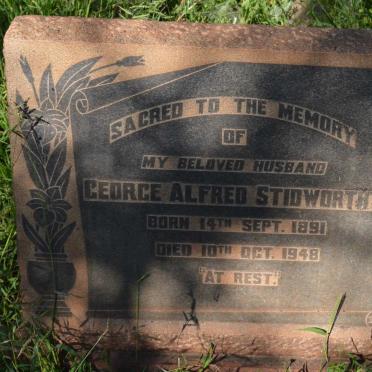 SACRED TO THE MEMORY
OF
MY BELOVED HUSBAND
GEORGE ALFRED STIDWORTH
BORN 14TH SEPT. 1891
DIED 10TH OCT. 1948
"AT REST."